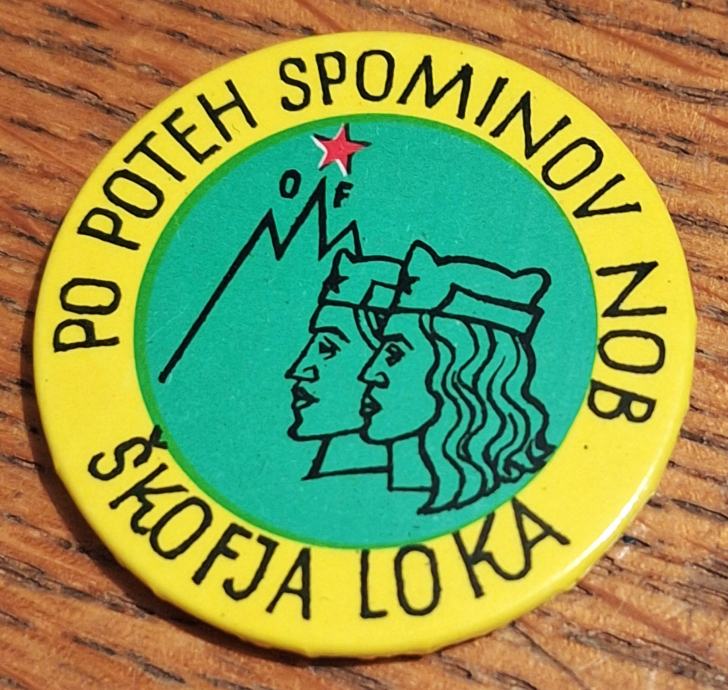 PO POTEH SPOMINOV NOB
OF
ŠKOFJA LOKA